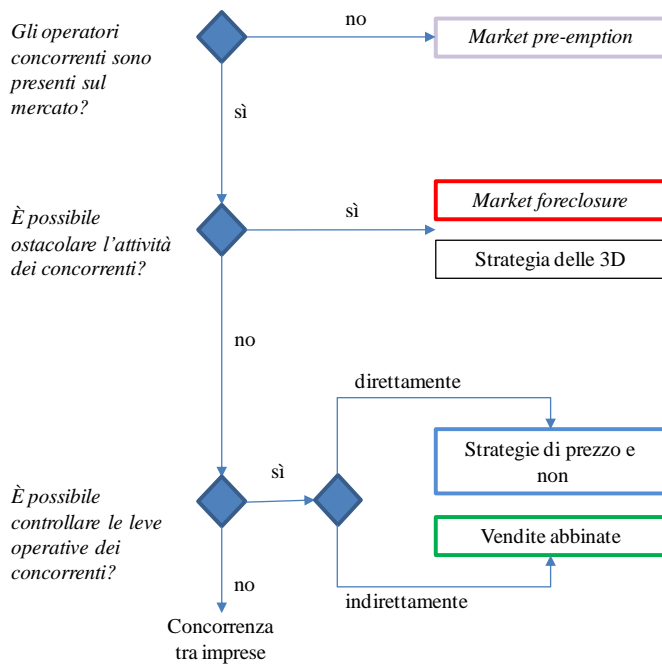 Gli operatori
concorrenti sono
presenti sul
mercato?
no
Market pre-emption
sì
È possibile
ostacolare l'attività
dei concorrenti?
sì
Market foreclosure
Strategia delle 3D
no
direttamente
Strategie di prezzo e
non
sì
È possibile
controllare le leve
operative dei
concorrenti?
Vendite abbinate
no
indirettamente
Concorrenza
tra imprese